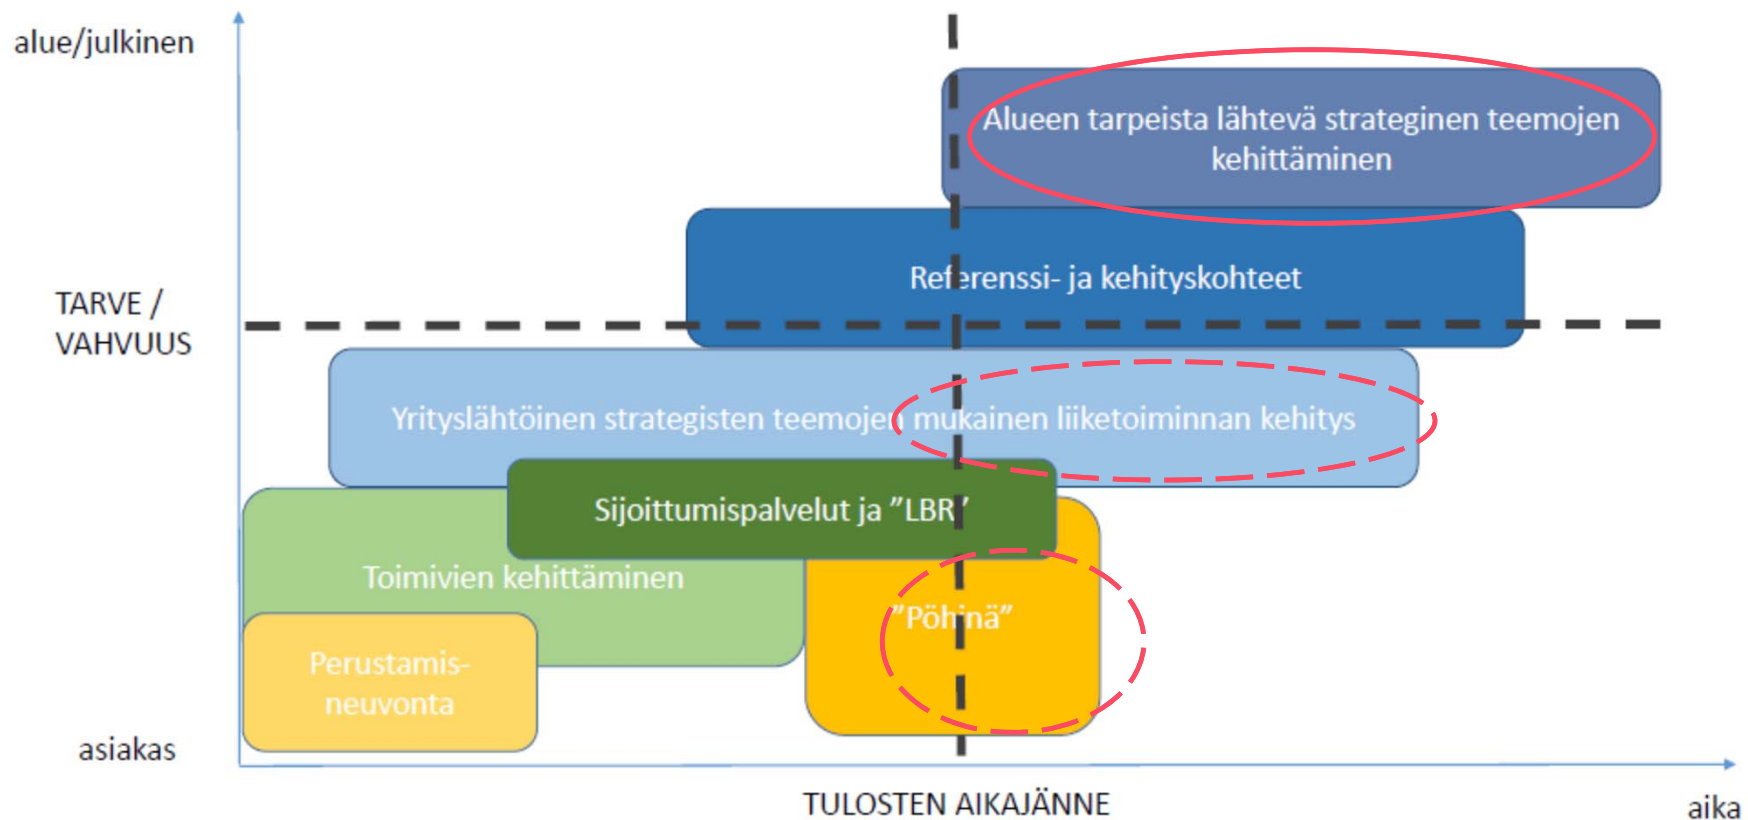 alue/julkinen
Alueen tarpeista lähtevä strateginen teemojen
kehittäminen
Referenssi- ja kehityskohteet
TARVE /
VAHVUUS
Yrityslähtöinen strategisten teemojen mukainen liiketoiminnan kehitys
Sijoittumispalvelut ja ”LBR”
Toimivien kehittäminen
”Pöhinä”
Perustamis-
neuvonta
asiakas
TULOSTEN AIKAJÄNNE
aika